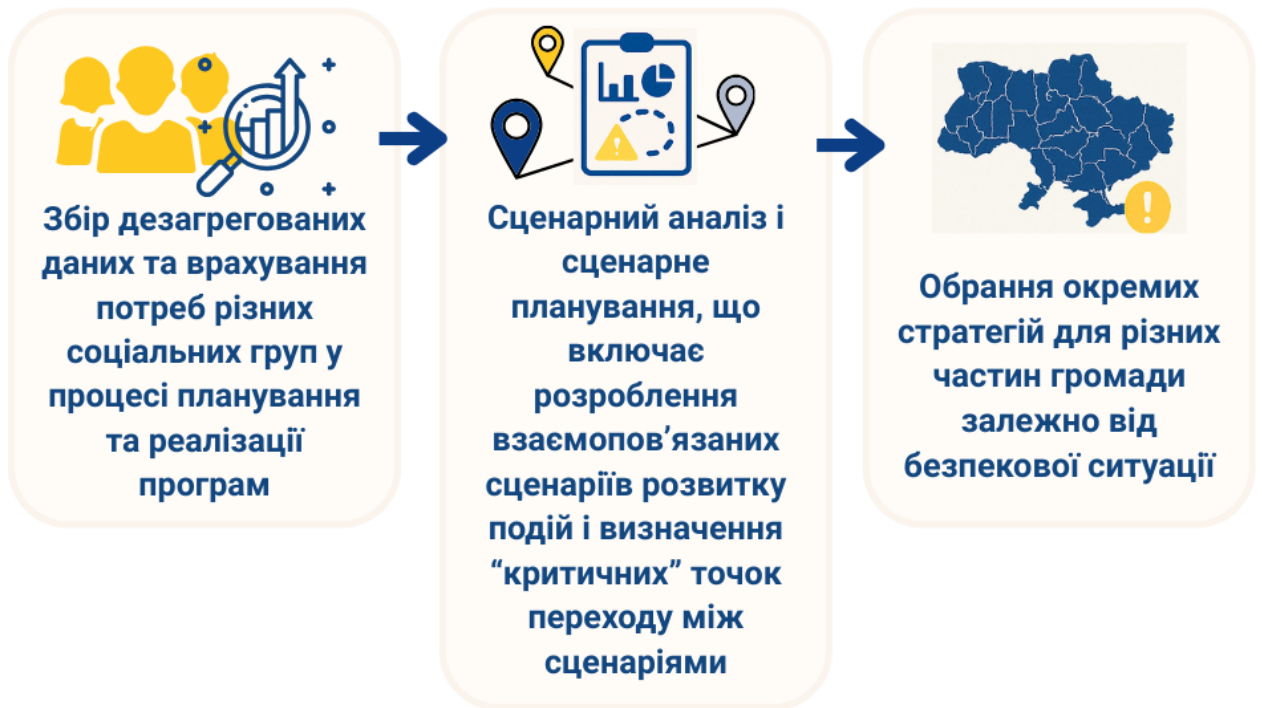 Збір дезагрегованих
даних та врахування
потреб різних
соціальних груп у
процесі планування
та реалізації
програм
Сценарний аналіз і
сценарне
планування, що
включає
розроблення
взаємопов’язаних
сценаріїв розвитку
подій і визначення
“критичних” точок
переходу між
сценаріями
Обрання окремих
стратегій для різних
частин громади
залежно від
безпекової ситуації